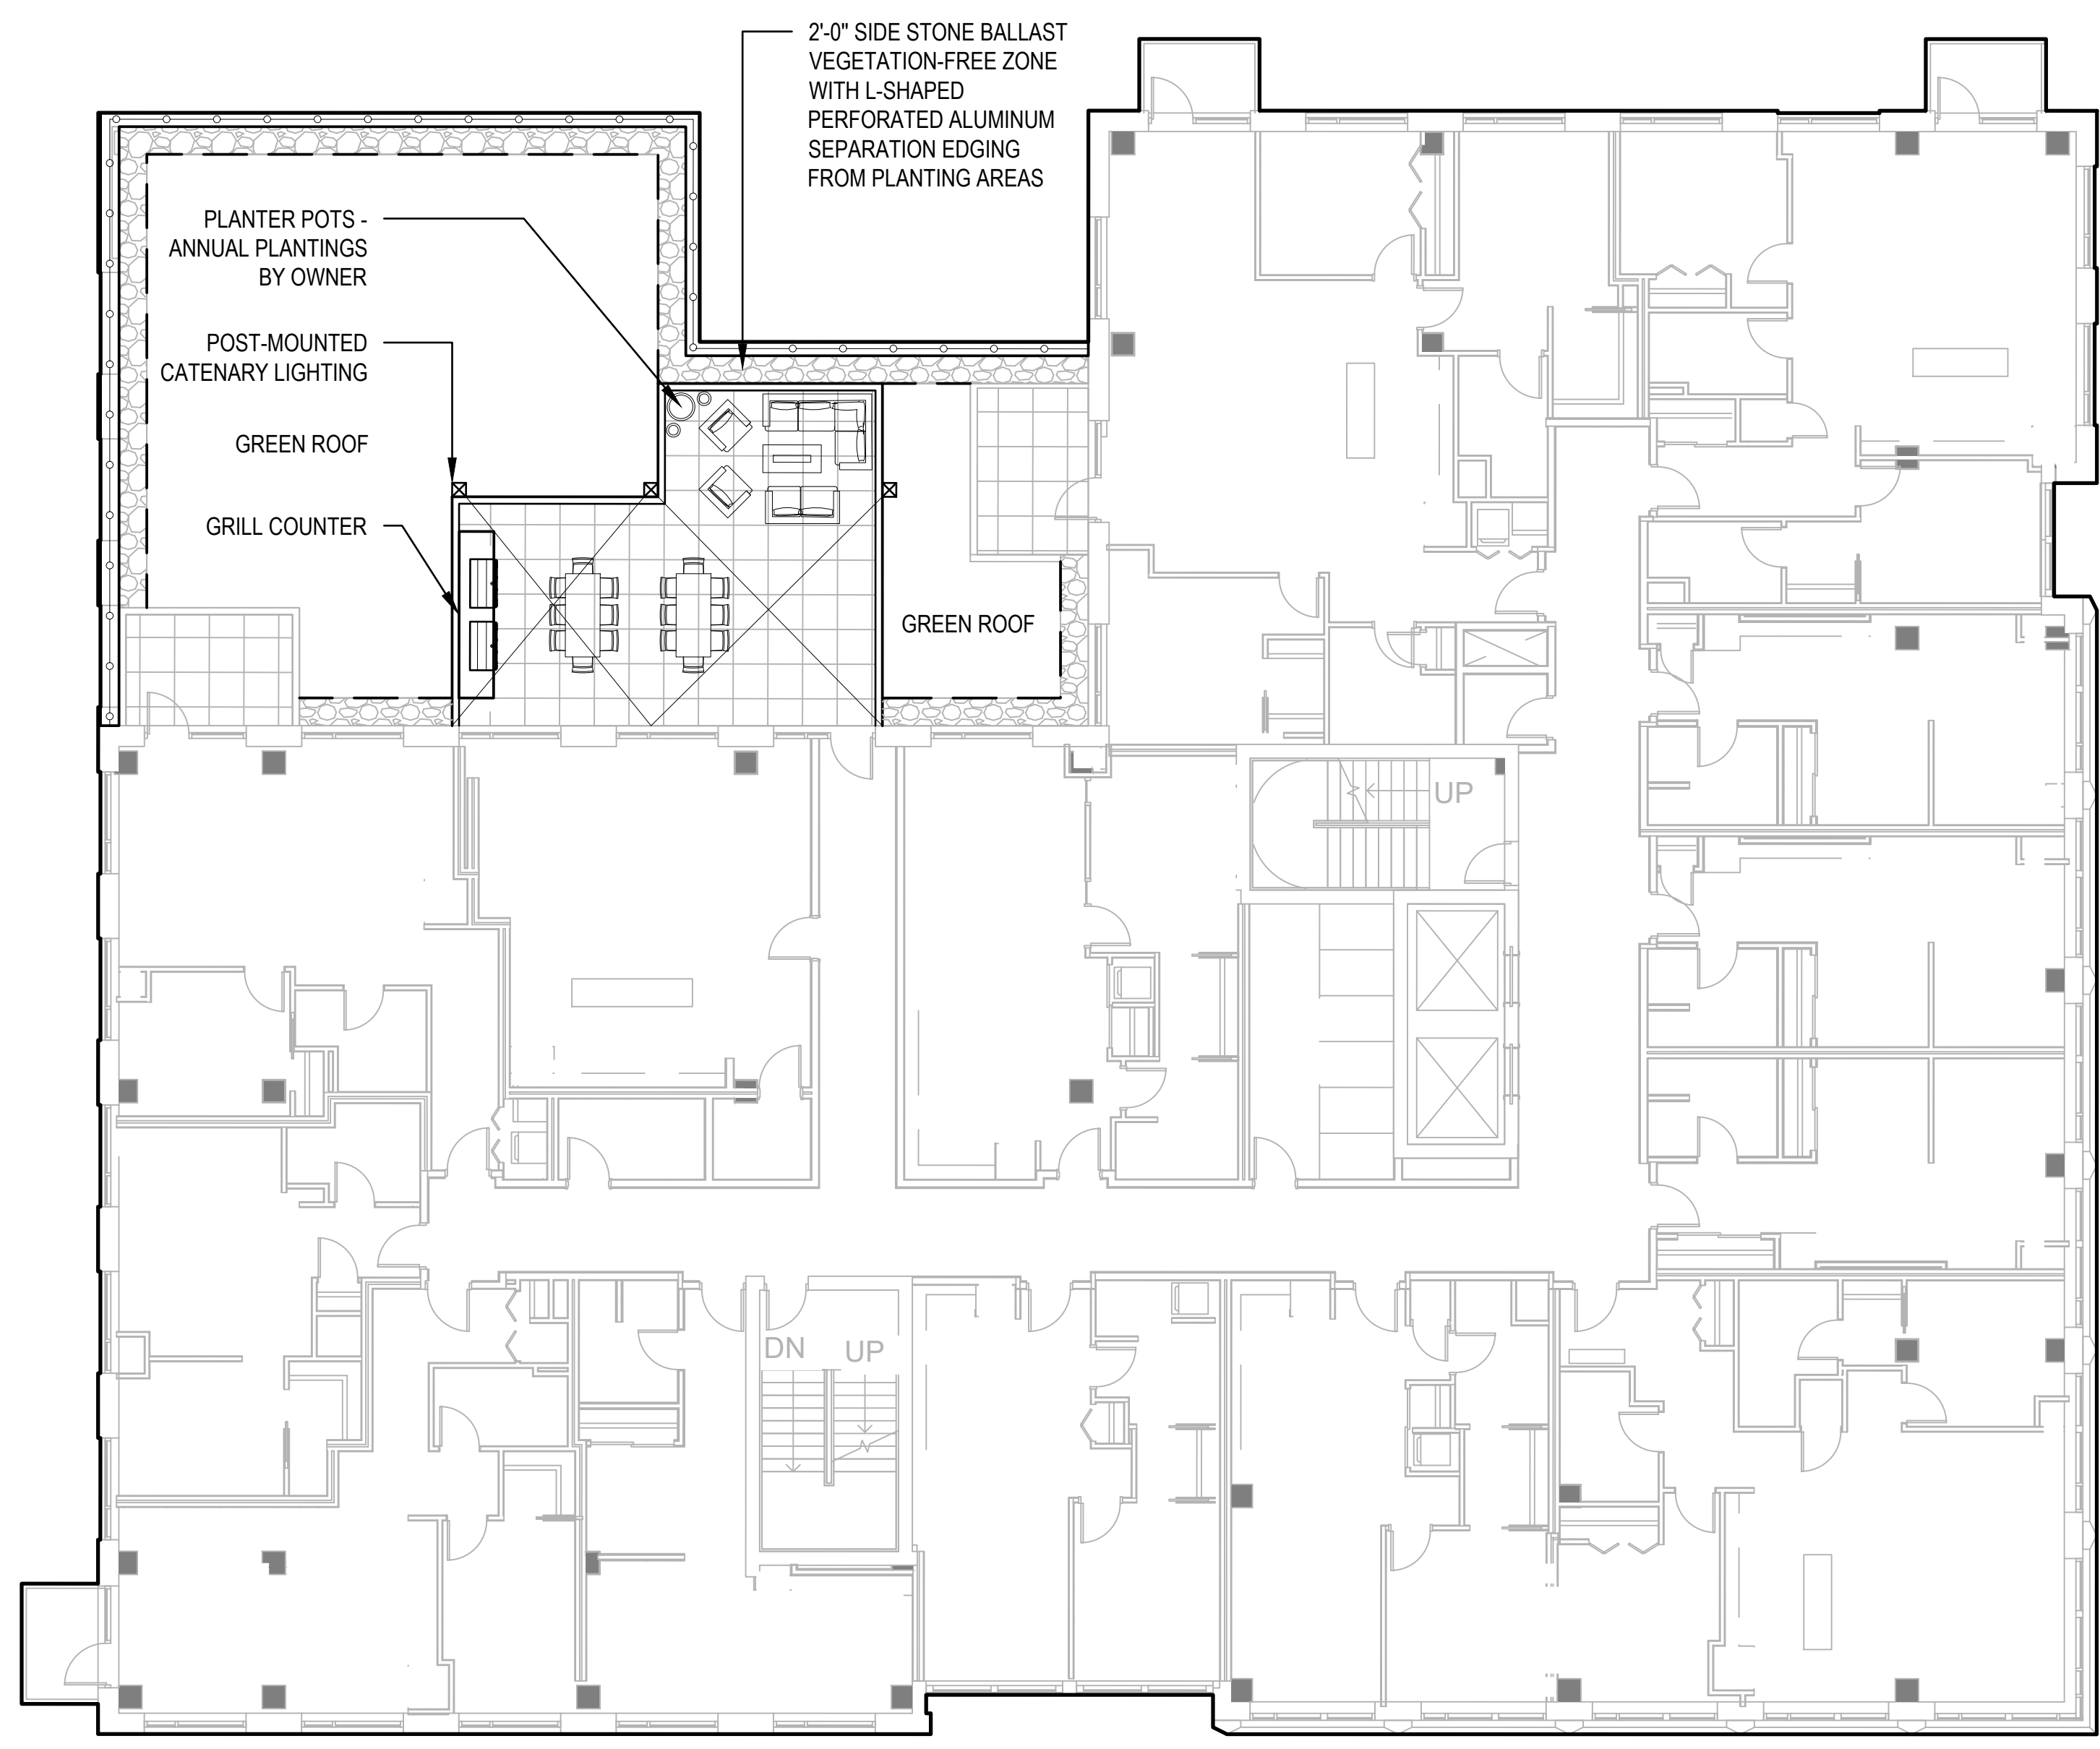 2'-0" SIDE STONE BALLAST
VEGETATION-FREE ZONE
WITH L-SHAPED
PERFORATED ALUMINUM
SEPARATION EDGING
FROM PLANTING AREAS
PLANTER POTS -
ANNUAL PLANTINGS
BY OWNER
POST-MOUNTED
CATENARY LIGHTING
GREEN ROOF
GRILL COUNTER
GREEN ROOF
UP
DN
UP